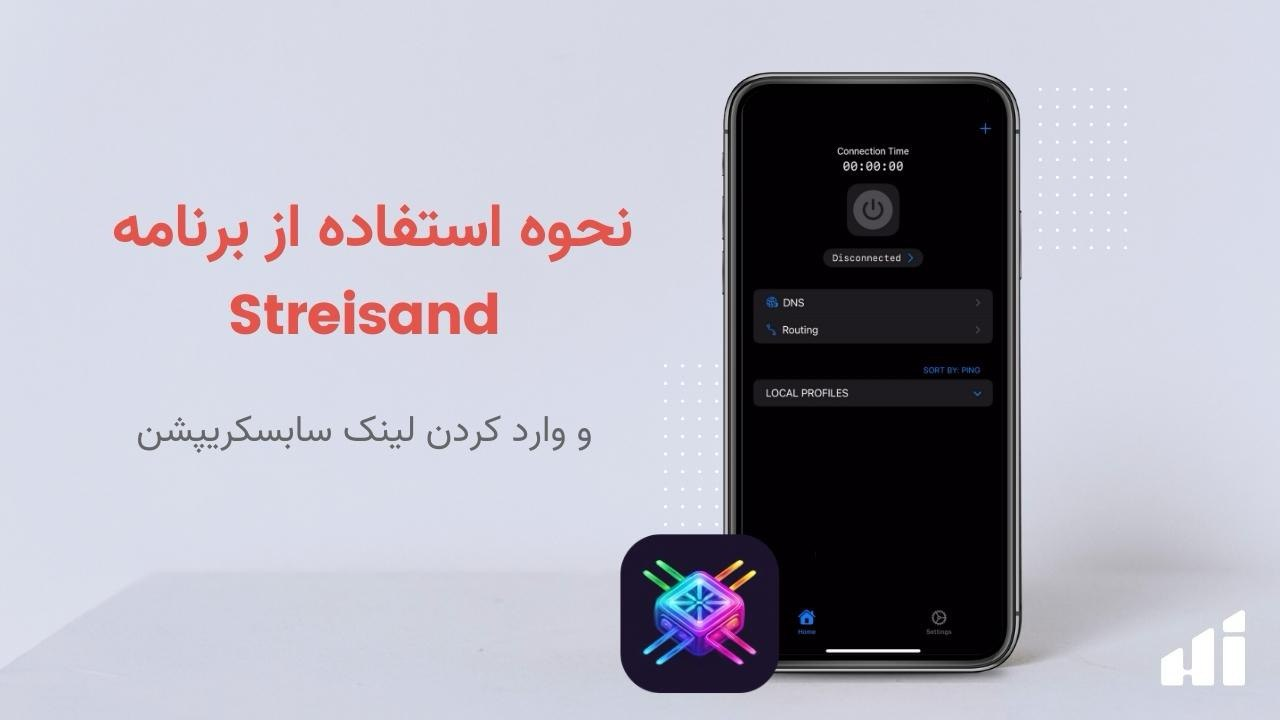 نحوه استفاده از برنامه
Streisand
و وارد کردن لینک سابسکریپشن
Connection Time
00:00:00
Disconnected
DNS
Routing
SORT BY: PING
LOCAL PROFILES
Home
Settings